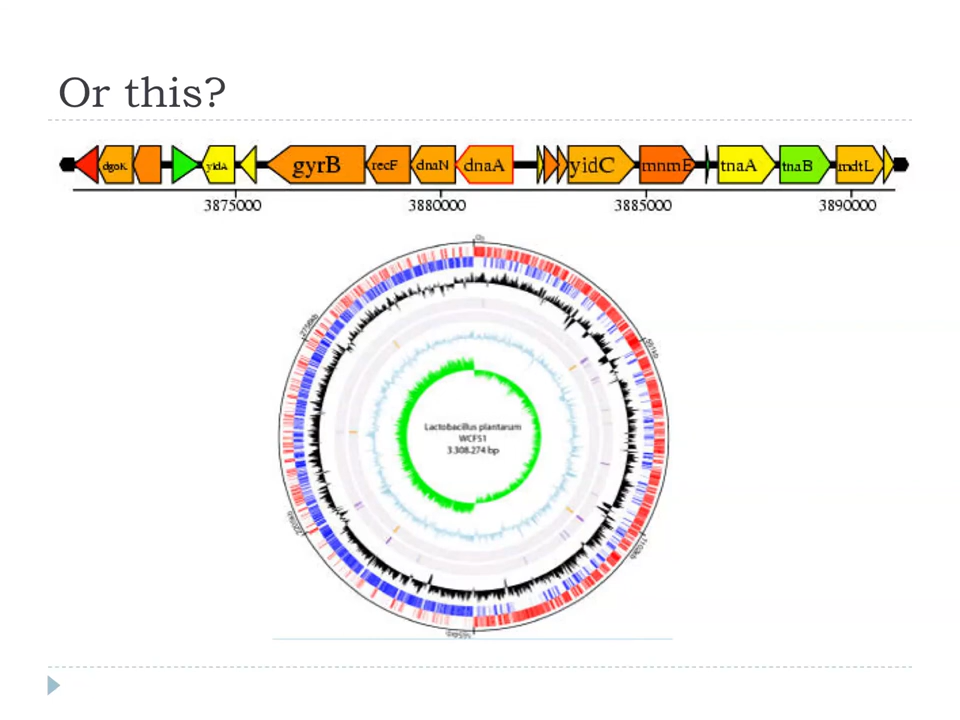 Or this?
dgoK yidA gyrB recF dnaN dnaA yidC mnmE tnaA tnaB mdtL
3875000 3880000 3885000 3890000
Lactobacillus plantarum
WCFS1
3.308.274 bp